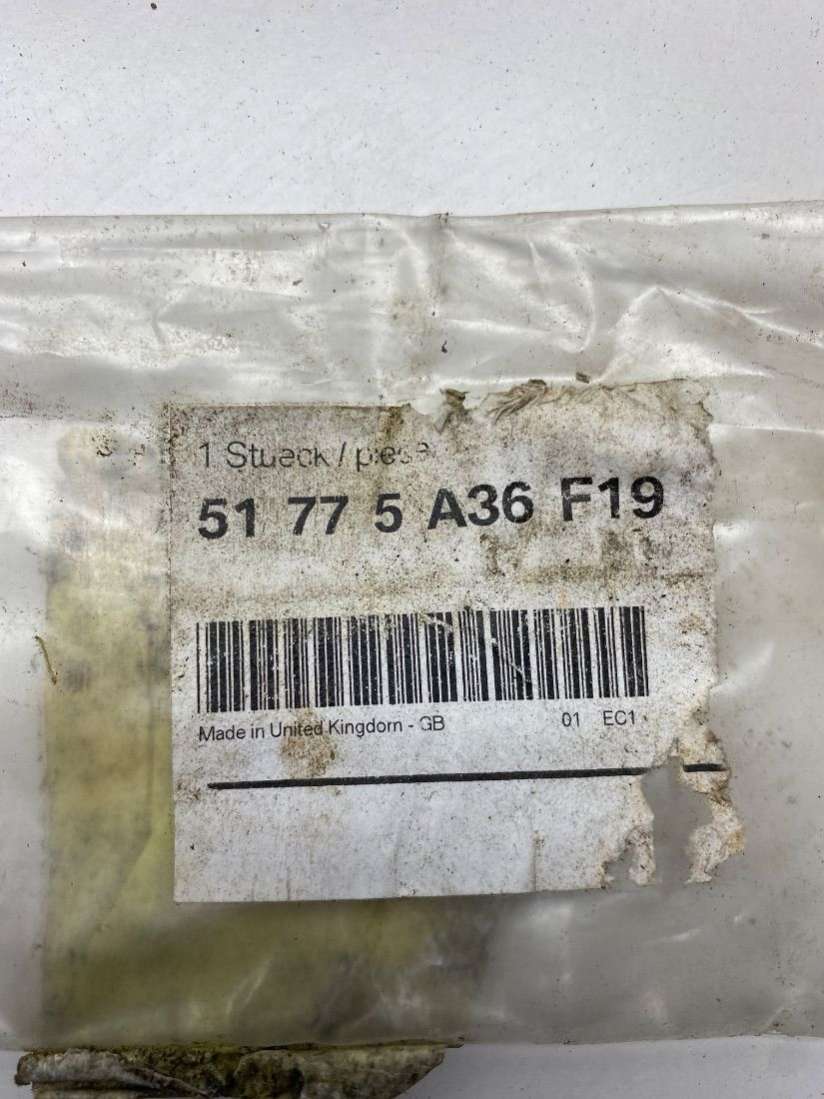 1 Stueck / piece
51 77 5 A36 F19
Made in United Kingdom - GB 01 EC1